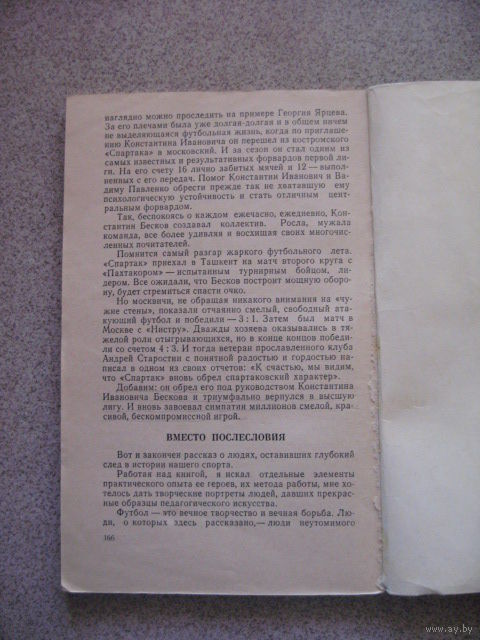 наглядно можно проследить на примере Георгия Ярцева.
За его плечами была уже долгая-долгая и в общем ничем
не выделяющаяся футбольная жизнь, когда по приглаше-
нию Константина Ивановича он перешел из костромского
«Спартака» в московский. И за сезон он стал одним из
самых известных и результативных форвардов первой ли-
ги. На его счету 16 лично забитых мячей и 12 — выполнен-
ных с его передач. Помог Константин Иванович и Ва-
диму Павленко обрести прежде так не хватавшую ему
психологическую устойчивость и стать отличным цент-
ральным форвардом.
Так, беспокоясь о каждом ежечасно, ежедневно, Кон-
стантин Бесков создавал коллектив. Росла, мужала
команда, все более удивляя и восхищая своих многочис-
ленных почитателей.
Помнится самый разгар жаркого футбольного лета.
«Спартак» приехал в Ташкент на матч второго круга с
«Пахтакором» — испытанным турнирным бойцом, ли-
дером. Все ожидали, что Бесков построит мощную оборо-
ну, будет стремиться спасти очко.
Но москвичи, не обращая никакого внимания на «чу-
жие стены», показали отчаянно смелый, свободный ата-
кующий футбол и победили — 3 : 1. Затем был матч в
Москве с «Нистру». Дважды хозяева оказывались в тя-
желой роли отыгрывающихся, но в конце концов победи-
ли со счетом 4 : 3. И тогда ветеран прославленного клуба
Андрей Старостин с понятной радостью и гордостью на-
писал в одном из своих отчетов: «К счастью, мы видим,
что «Спартак» вновь обрел спартаковский характер».
Добавим: он обрел его под руководством Константина
Ивановича Бескова и триумфально вернулся в высшую
лигу. И вновь завоевал симпатии миллионов смелой, кра-
сивой, бескомпромиссной игрой.
ВМЕСТО ПОСЛЕСЛОВИЯ
Вот и закончен рассказ о людях, оставивших глубокий
след в истории нашего спорта.
Работая над книгой, я искал отдельные элементы
практического опыта ее героев, их метода работы, мне хо-
телось дать творческие портреты людей, давших прекрас-
ные образцы педагогического искусства.
Футбол — это вечное творчество и вечная борьба. Лю-
ди, о которых здесь рассказано,— люди неутомимого
166
www.ay.by